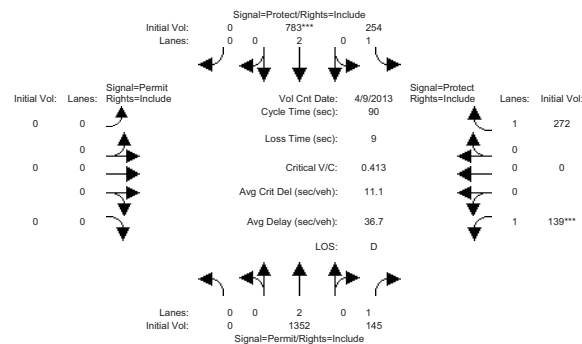 Signal=Protect/Rights=Include
Initial Vol: 0 783*** 254
Lanes: 0 0 2 0 1
Signal=Permit
Initial Vol: Lanes: Rights=Include
Vol Cnt Date: 4/9/2013
Signal=Protect
Rights=Include Lanes: Initial Vol:
Cycle Time (sec): 90
0 0
1 272
0
Loss Time (sec): 9
0
0 0
Critical V/C: 0.413
0 0
0
Avg Crit Del (sec/veh): 11.1
0
0 0
Avg Delay (sec/veh): 36.7
1 139***
LOS: D
Lanes: 0 0 2 0 1
Initial Vol: 0 1352 145
Signal=Permit/Rights=Include